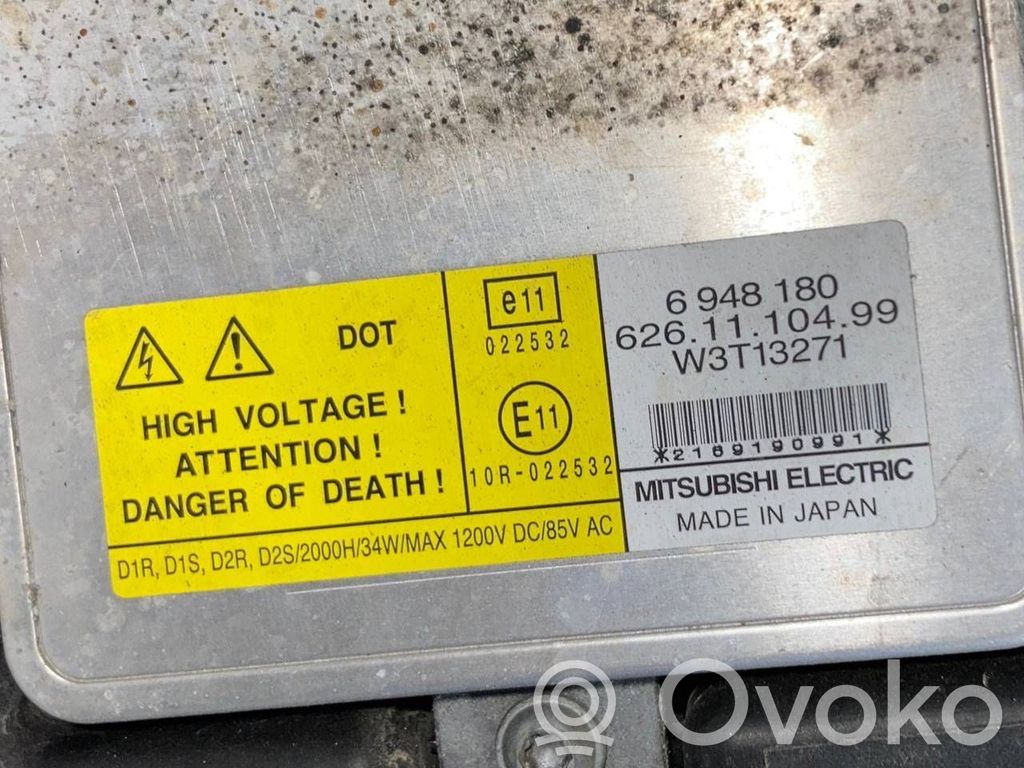 DOT
HIGH VOLTAGE !
ATTENTION !
DANGER OF DEATH !
D1R, D1S, D2R, D2S/2000H/34W/MAX 1200V DC/85V AC
e11
022532
E11
10R-022532
6 948 180
626.11.104.99
W3T13271
*2169190991*
MITSUBISHI ELECTRIC
MADE IN JAPAN
Ovoko